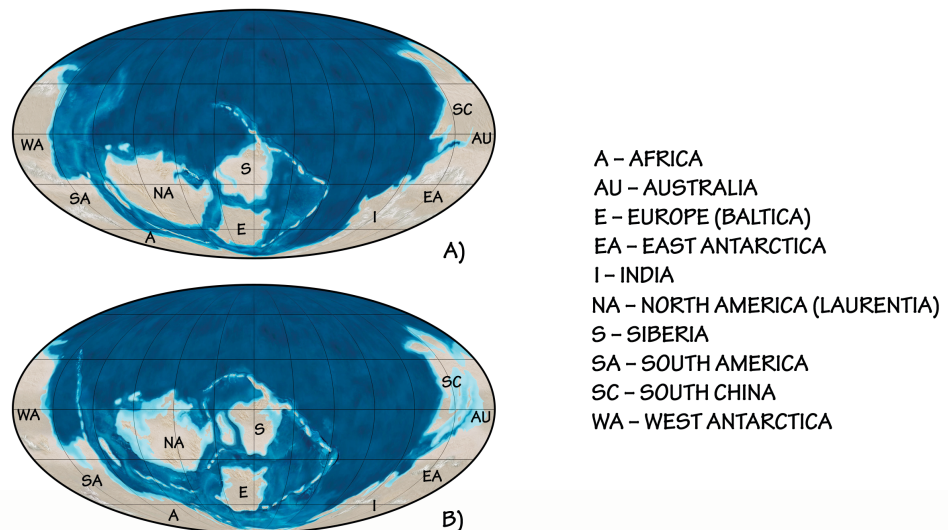 SC
AU
WA
S
NA
SA
EA
I
E
A
A)
SC
WA
AU
S
NA
SA
EA
E
I
A
B)
A – AFRICA
AU – AUSTRALIA
E – EUROPE (BALTICA)
EA – EAST ANTARCTICA
I – INDIA
NA – NORTH AMERICA (LAURENTIA)
S – SIBERIA
SA – SOUTH AMERICA
SC – SOUTH CHINA
WA – WEST ANTARCTICA